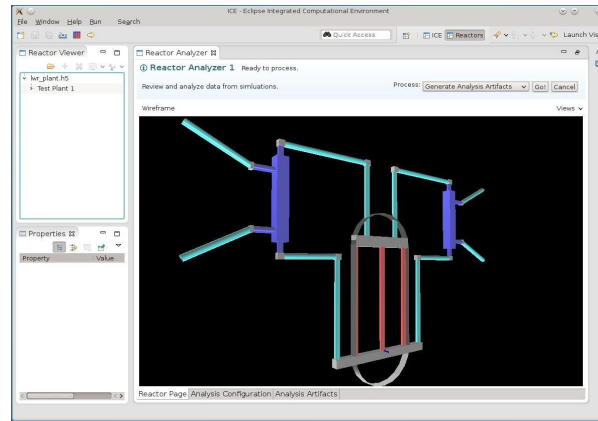 ICE - Eclipse Integrated Computational Environment
File Window Help Run Search
Quick Access ICE Reactors Launch Vis
Reactor Viewer
lwr_plant.h5
Test Plant 1
Properties
Property Value
Reactor Analyzer
Reactor Analyzer 1 Ready to process.
Review and analyze data from simluations. Process: Generate Analysis Artifacts Go! Cancel
Wireframe Views
Reactor Page Analysis Configuration Analysis Artifacts